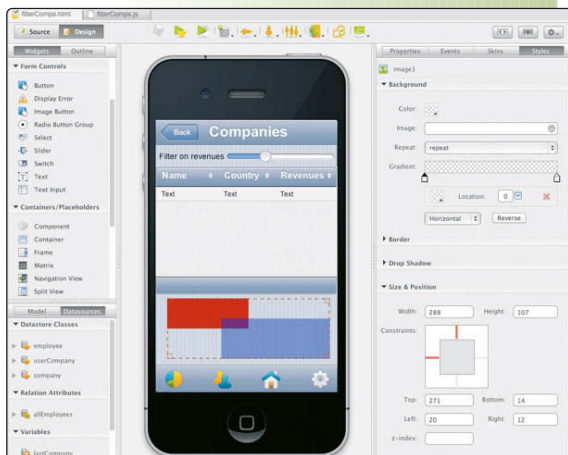 filterComps.html
filterComps.js
Source
Design
Widgets
Outline
Form Controls
Button
Display Error
Image Button
Radio Button Group
Select
Slider
Switch
Text
Text Input
Containers/Placeholders
Component
Container
Frame
Matrix
Navigation View
Split View
Model
Datasources
Datastore Classes
employee
userCompany
company
Relation Attributes
allEmployees
Variables
lastCompany
Back
Companies
Filter on revenues
Name
Country
Revenues
Text
Text
Text
Properties
Events
Skins
Styles
image1
Background
Color:
Image:
Repeat:
repeat
Gradient:
Location:
0
Horizontal
Reverse
Border
Drop Shadow
Size & Position
Width:
288
Height:
107
Constraints:
Top:
271
Bottom:
14
Left:
20
Right:
12
z-index: